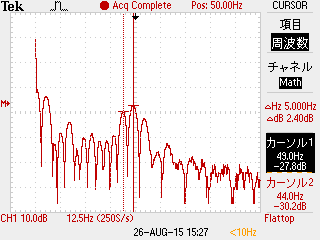 Tek
Acq Complete
Pos: 50.00Hz
CURSOR
項目
周波数
チャネル
Math
M
△Hz 5.000Hz
△dB 2.40dB
カーソル1
49.0Hz
-27.8dB
カーソル2
44.0Hz
-30.2dB
CH1 10.0dB
12.5Hz (250S/s)
Flattop
26-AUG-15 15:27
<10Hz